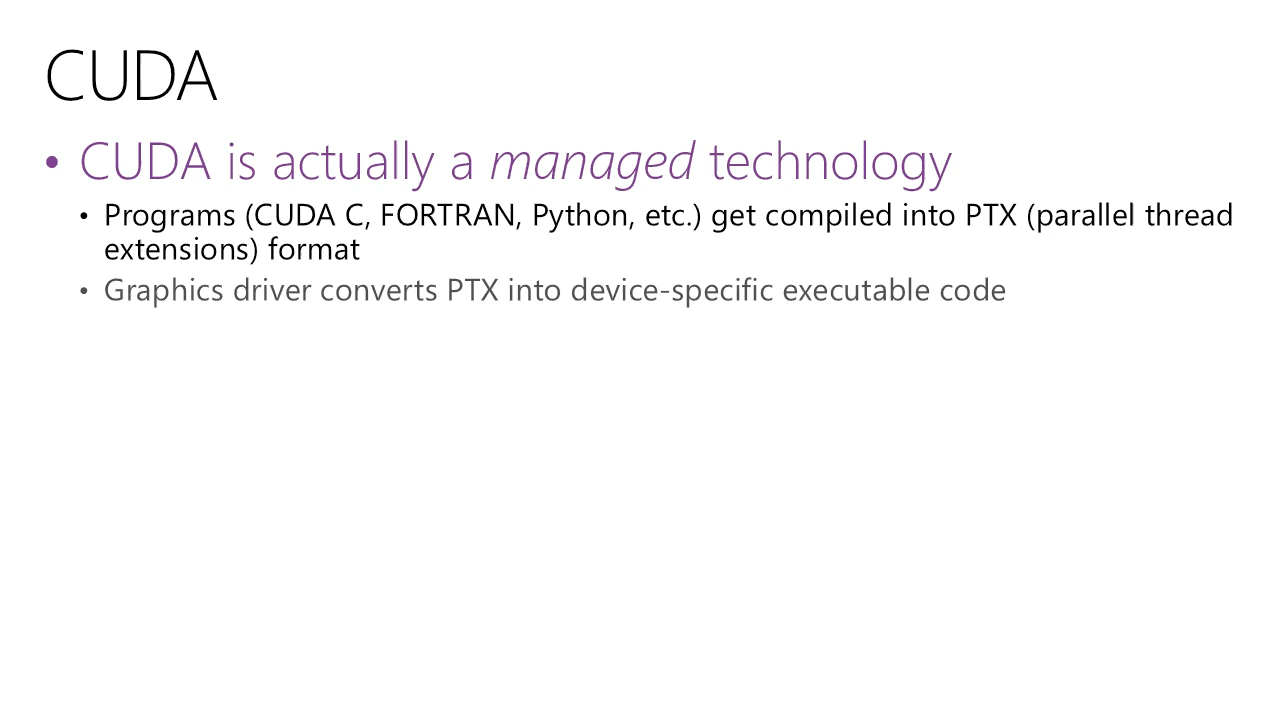 CUDA
• CUDA is actually a managed technology
• Programs (CUDA C, FORTRAN, Python, etc.) get compiled into PTX (parallel thread
extensions) format
• Graphics driver converts PTX into device-specific executable code